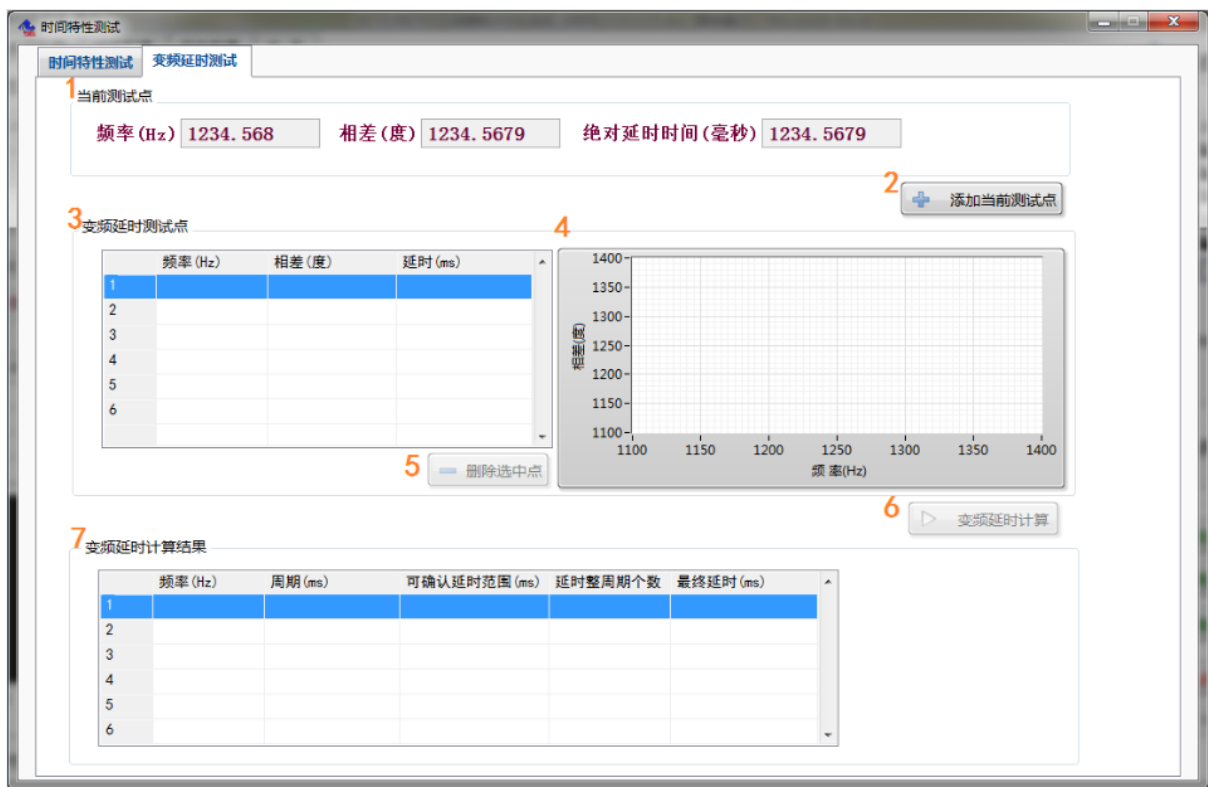 时间特性测试
时间特性测试 变频延时测试
1
当前测试点
频率(Hz) 1234.568 相差(度) 1234.5679 绝对延时时间(毫秒) 1234.5679
2 添加当前测试点
3 变频延时测试点
频率(Hz) 相差(度) 延时(ms)
1
2
3
4
5
6
5 删除选中点
4
1400
1350
1300
1250
1200
1150
1100
相差(度)
1100 1150 1200 1250 1300 1350 1400
频率(Hz)
6 变频延时计算
7 变频延时计算结果
频率(Hz) 周期(ms) 可确认延时范围(ms) 延时整周期个数 最终延时(ms)
1
2
3
4
5
6